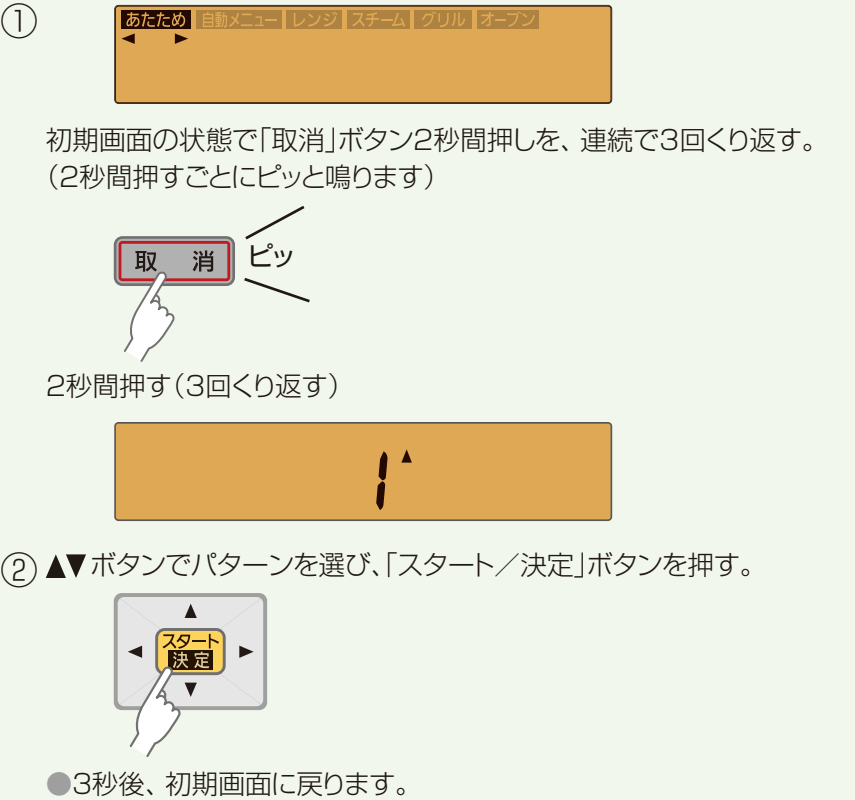 ①
あたため 自動メニュー レンジ スチーム グリル オーブン
◀ ▶
初期画面の状態で「取消」ボタン2秒間押しを、連続で3回くり返す。
（2秒間押すごとにピッと鳴ります）
取 消 ピッ
2秒間押す（3回くり返す）
1▲
② ▲▼ボタンでパターンを選び、「スタート／決定」ボタンを押す。
▲
◀ スタート ▶
決定
▼
●3秒後、初期画面に戻ります。